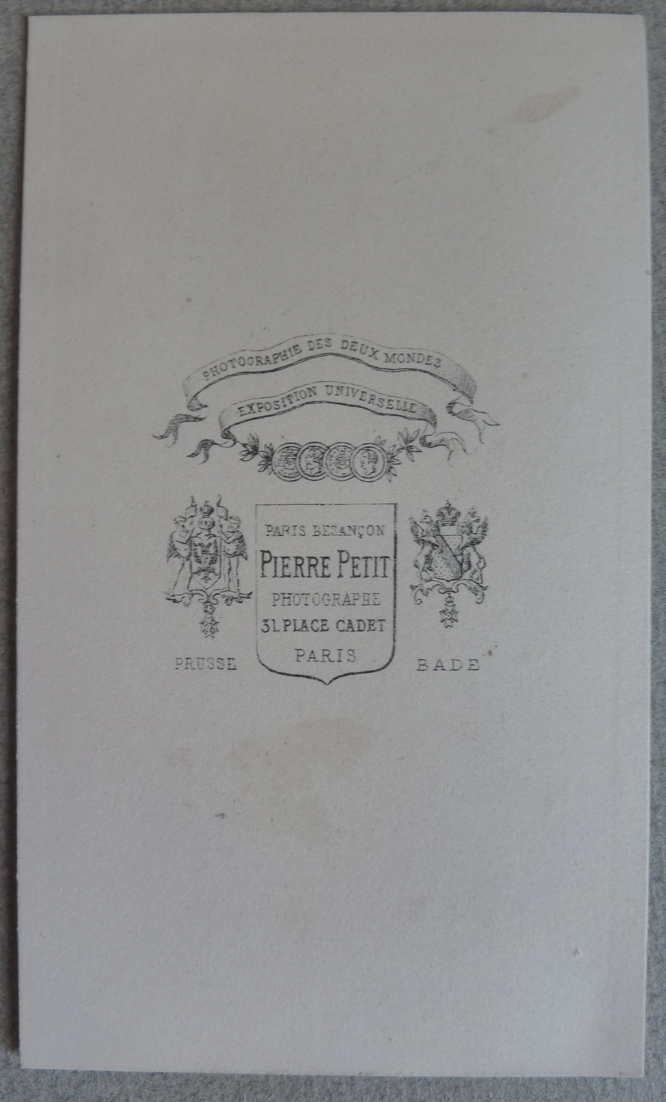 PHOTOGRAPHIE DES DEUX MONDES
EXPOSITION UNIVERSELLE
PARIS BESANÇON
PIERRE PETIT
PHOTOGRAPHE
31, PLACE CADET
PARIS
PRUSSE
BADE